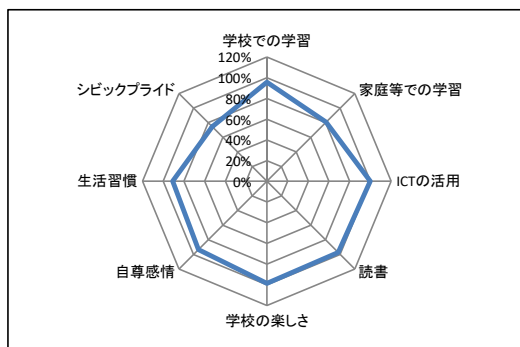 学校での学習
120%
100%
80%
60%
40%
20%
0%
家庭等での学習
ICTの活用
読書
学校の楽しさ
自尊感情
生活習慣
シビックプライド